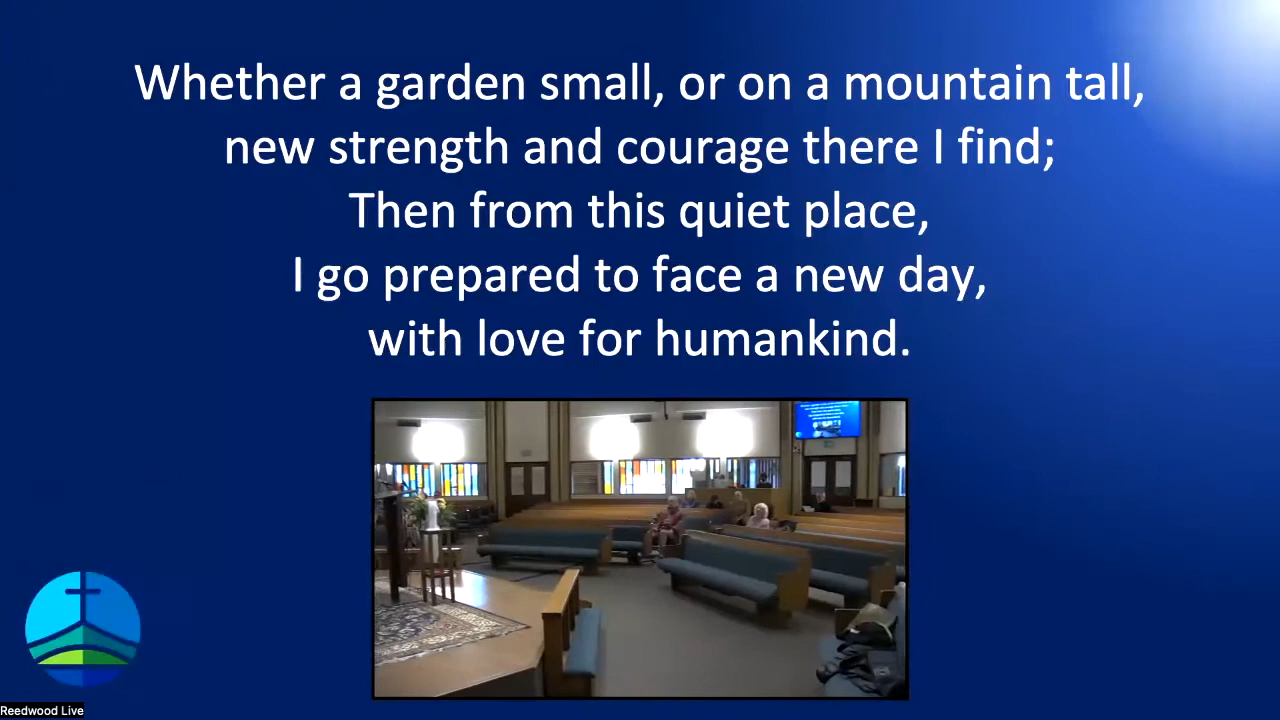 Whether a garden small, or on a mountain tall,
new strength and courage there I find;
Then from this quiet place,
I go prepared to face a new day,
with love for humankind.
Reedwood Live